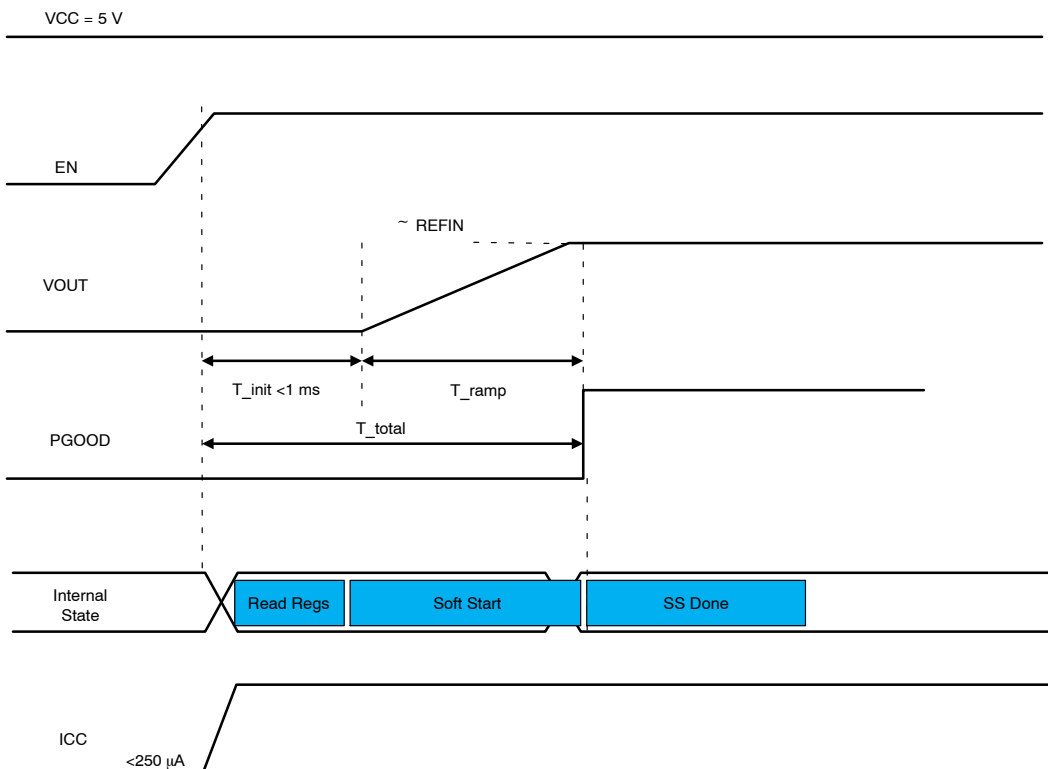 VCC = 5 V
EN
~ REFIN
VOUT
T_init <1 ms
T_ramp
T_total
PGOOD
Internal
State
Read Regs
Soft Start
SS Done
ICC
<250 µA